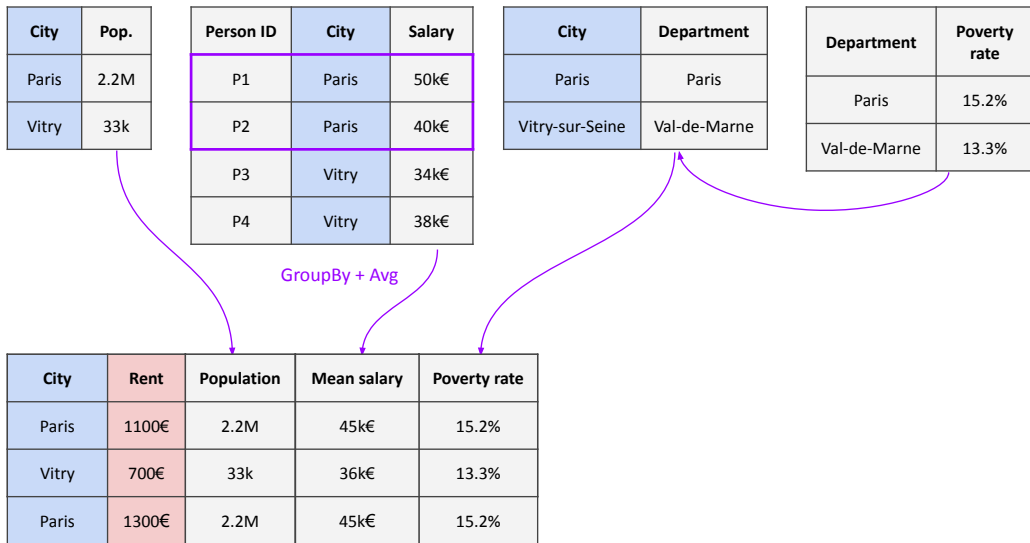 City Pop.
Paris 2.2M
Vitry 33k
Person ID City Salary
P1 Paris 50k€
P2 Paris 40k€
P3 Vitry 34k€
P4 Vitry 38k€
City Department
Paris Paris
Vitry-sur-Seine Val-de-Marne
Department Poverty
rate
Paris 15.2%
Val-de-Marne 13.3%
GroupBy + Avg
City Rent Population Mean salary Poverty rate
Paris 1100€ 2.2M 45k€ 15.2%
Vitry 700€ 33k 36k€ 13.3%
Paris 1300€ 2.2M 45k€ 15.2%